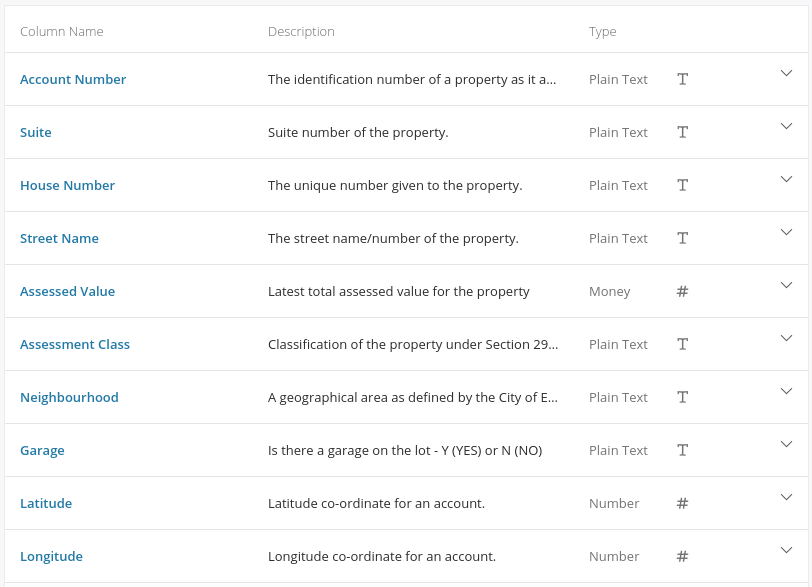 Column Name Description Type
Account Number The identification number of a property as it a... Plain Text T
Suite Suite number of the property. Plain Text T
House Number The unique number given to the property. Plain Text T
Street Name The street name/number of the property. Plain Text T
Assessed Value Latest total assessed value for the property Money #
Assessment Class Classification of the property under Section 29... Plain Text T
Neighbourhood A geographical area as defined by the City of E... Plain Text T
Garage Is there a garage on the lot - Y (YES) or N (NO) Plain Text T
Latitude Latitude co-ordinate for an account. Number #
Longitude Longitude co-ordinate for an account. Number #